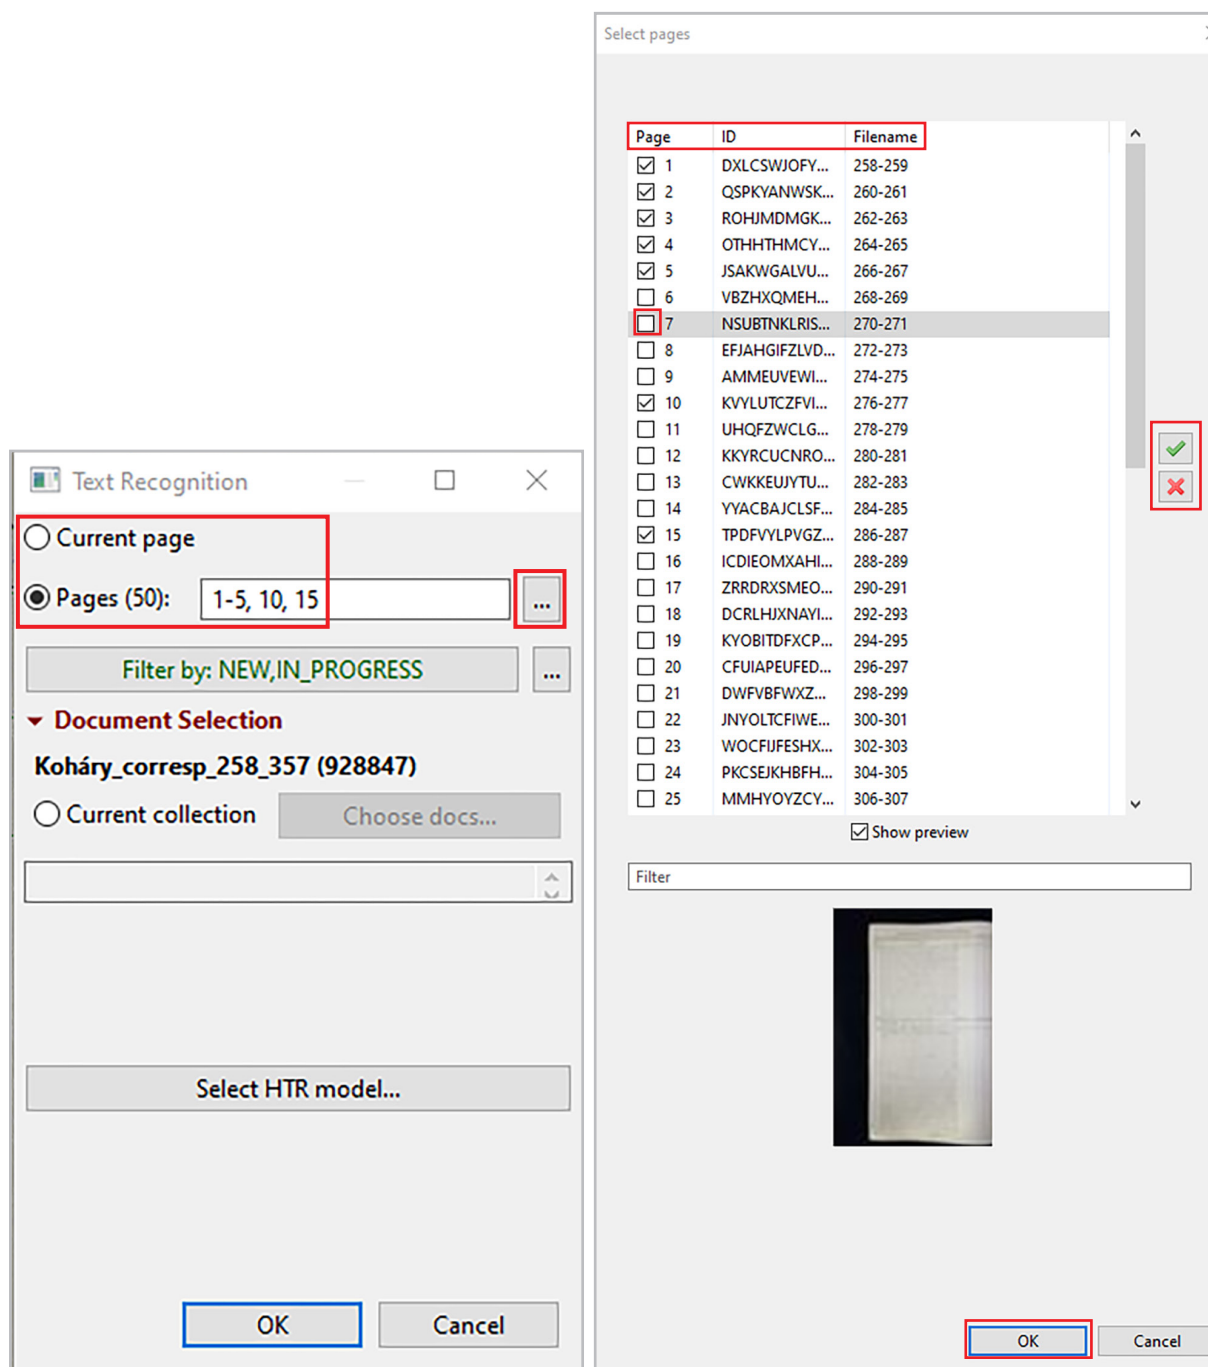 Text Recognition
Current page
Pages (50): 1-5, 10, 15 ...
Filter by: NEW,IN_PROGRESS ...
Document Selection
Koháry_corresp_258_357 (928847)
Current collection Choose docs...
Select HTR model...
OK Cancel
Select pages
Page ID Filename
1 DXLCSWJOFY... 258-259
2 QSPKYANWSK... 260-261
3 ROHJMDMGK... 262-263
4 OTHHTHMCY... 264-265
5 JSAKWGALVU... 266-267
6 VBZHXQMEH... 268-269
7 NSUBTNKLRIS... 270-271
8 EFJAHGIFZLVD... 272-273
9 AMMEUVEWI... 274-275
10 KVYLUTCZFVI... 276-277
11 UHQFZWCLG... 278-279
12 KKYRCUCNRO... 280-281
13 CWKKEUJYTU... 282-283
14 YYACBAJCLSF... 284-285
15 TPDFVYLPVGZ... 286-287
16 ICDIEOMXAHI... 288-289
17 ZRRDRXSMEO... 290-291
18 DCRLHJXNAYI... 292-293
19 KYOBITDFXCP... 294-295
20 CFUIAPEUFED... 296-297
21 DWFVBFWXZ... 298-299
22 JNYOLTCFIWE... 300-301
23 WOCFIJFESHX... 302-303
24 PKCSEJKHBFH... 304-305
25 MMHYOYZCY... 306-307
Show preview
Filter
OK Cancel